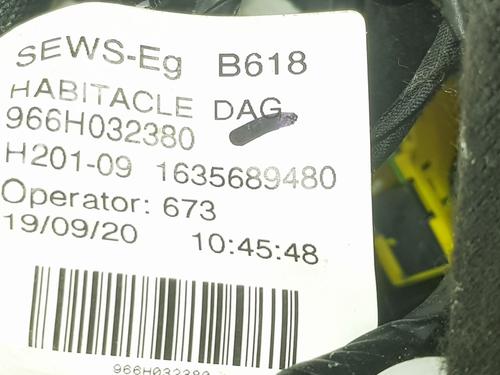 SEWS-Eg B618
HABITACLE DAG
966H032380
H201-09 1635689480
Operator: 673
19/09/20 10:45:48
966H032380